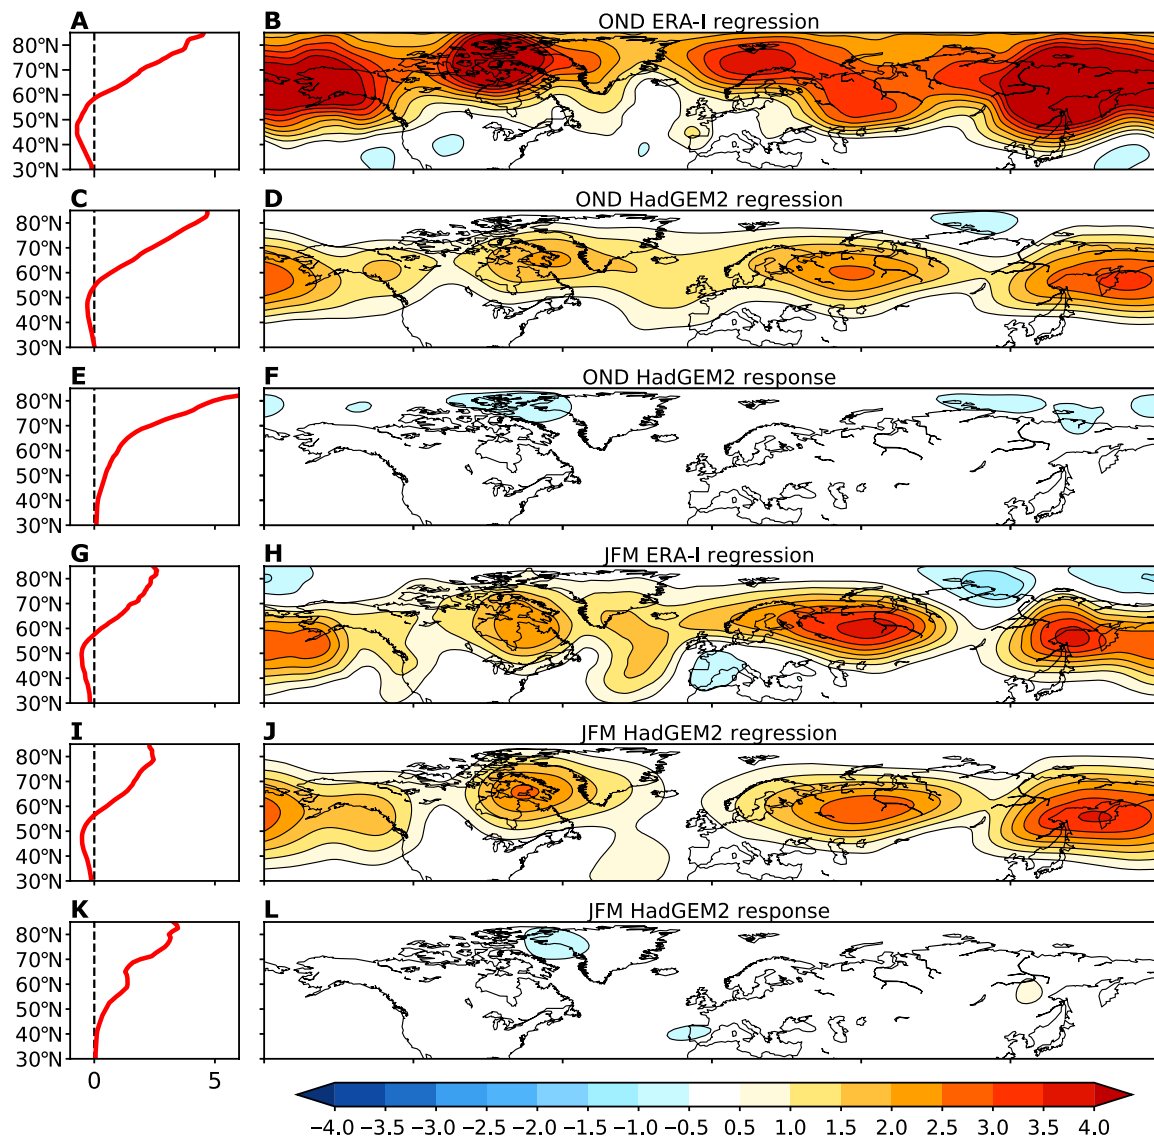 A
B
OND ERA-I regression
80°N
70°N
60°N
50°N
40°N
30°N
C
D
OND HadGEM2 regression
80°N
70°N
60°N
50°N
40°N
30°N
E
F
OND HadGEM2 response
80°N
70°N
60°N
50°N
40°N
30°N
G
H
JFM ERA-I regression
80°N
70°N
60°N
50°N
40°N
30°N
I
J
JFM HadGEM2 regression
80°N
70°N
60°N
50°N
40°N
30°N
K
L
JFM HadGEM2 response
80°N
70°N
60°N
50°N
40°N
30°N
0 5
−4.0 −3.5 −3.0 −2.5 −2.0 −1.5 −1.0 −0.5 0.5 1.0 1.5 2.0 2.5 3.0 3.5 4.0